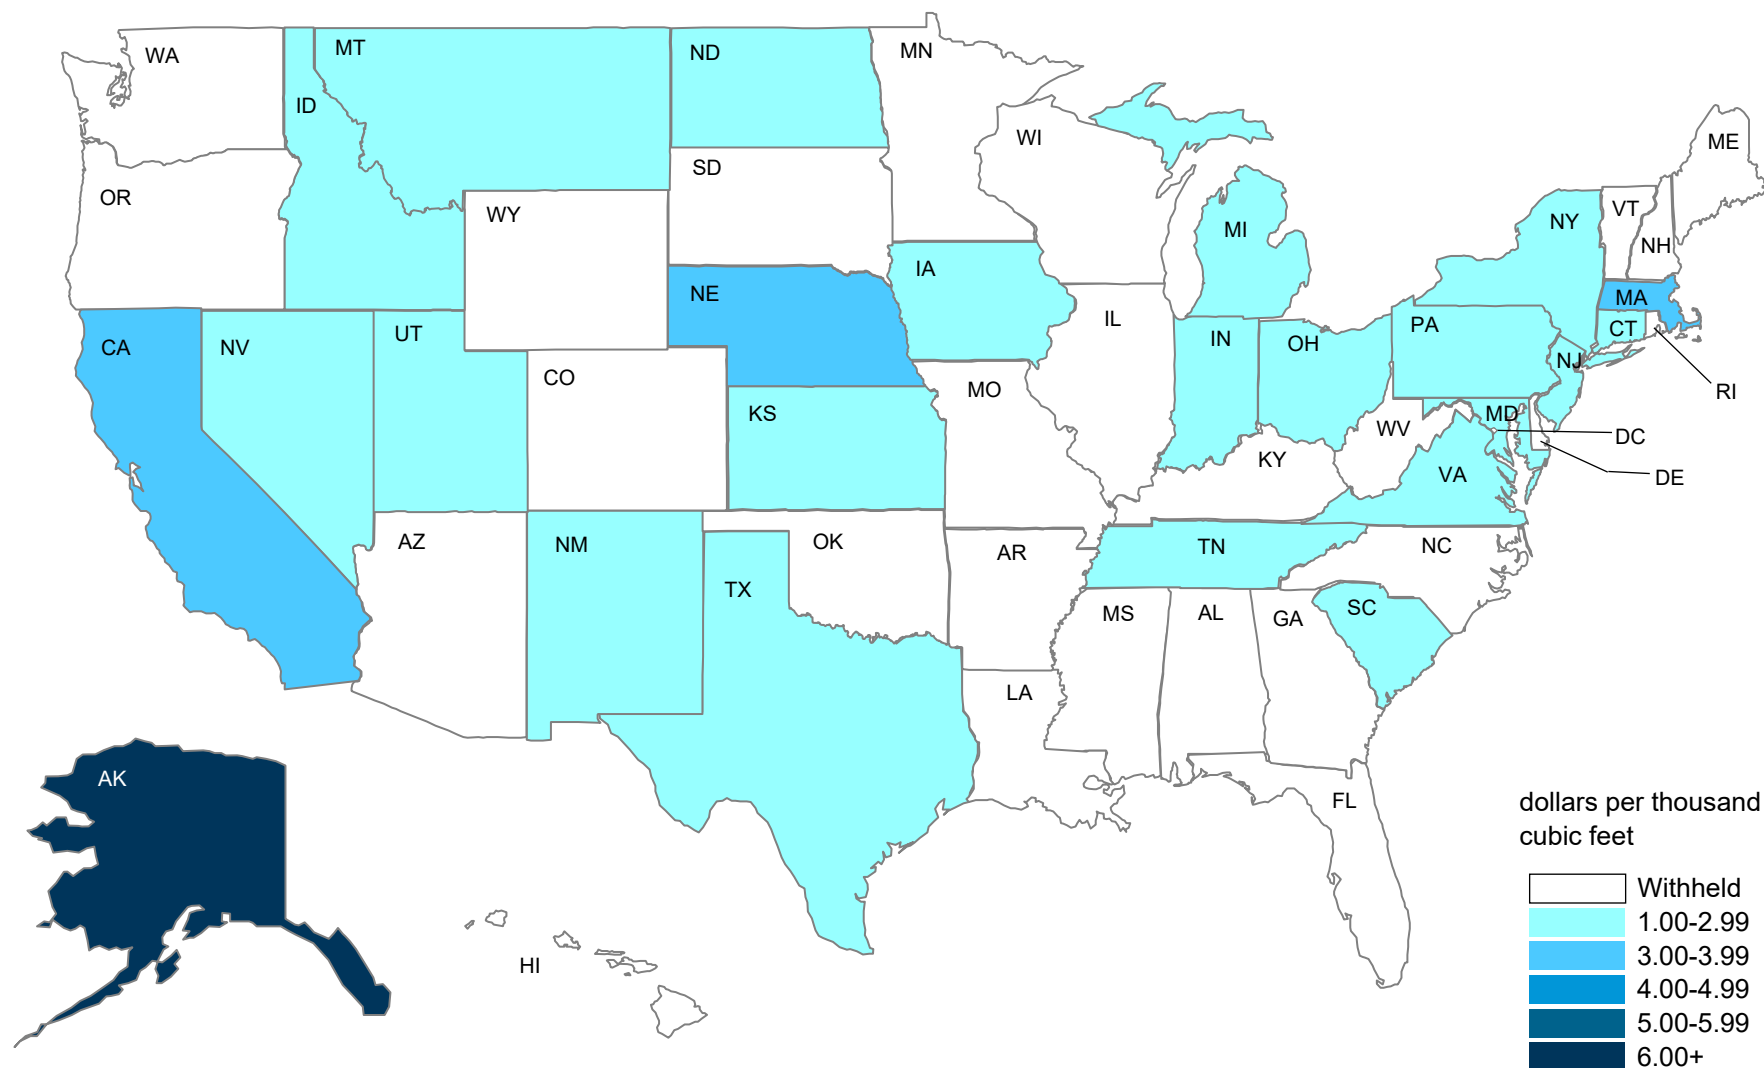 WA
MT
ND
MN
ID
WI
ME
SD
OR
WY
VT
NY
MI
NH
IA
NE
MA
IL
PA
CT
CA
NV
UT
IN
OH
NJ
CO
MO
RI
KS
MD
WV
DC
KY
VA
DE
AZ
NM
OK
AR
TN
NC
TX
MS
AL
GA
SC
LA
AK
FL
HI
dollars per thousand
cubic feet
Withheld
1.00-2.99
3.00-3.99
4.00-4.99
5.00-5.99
6.00+